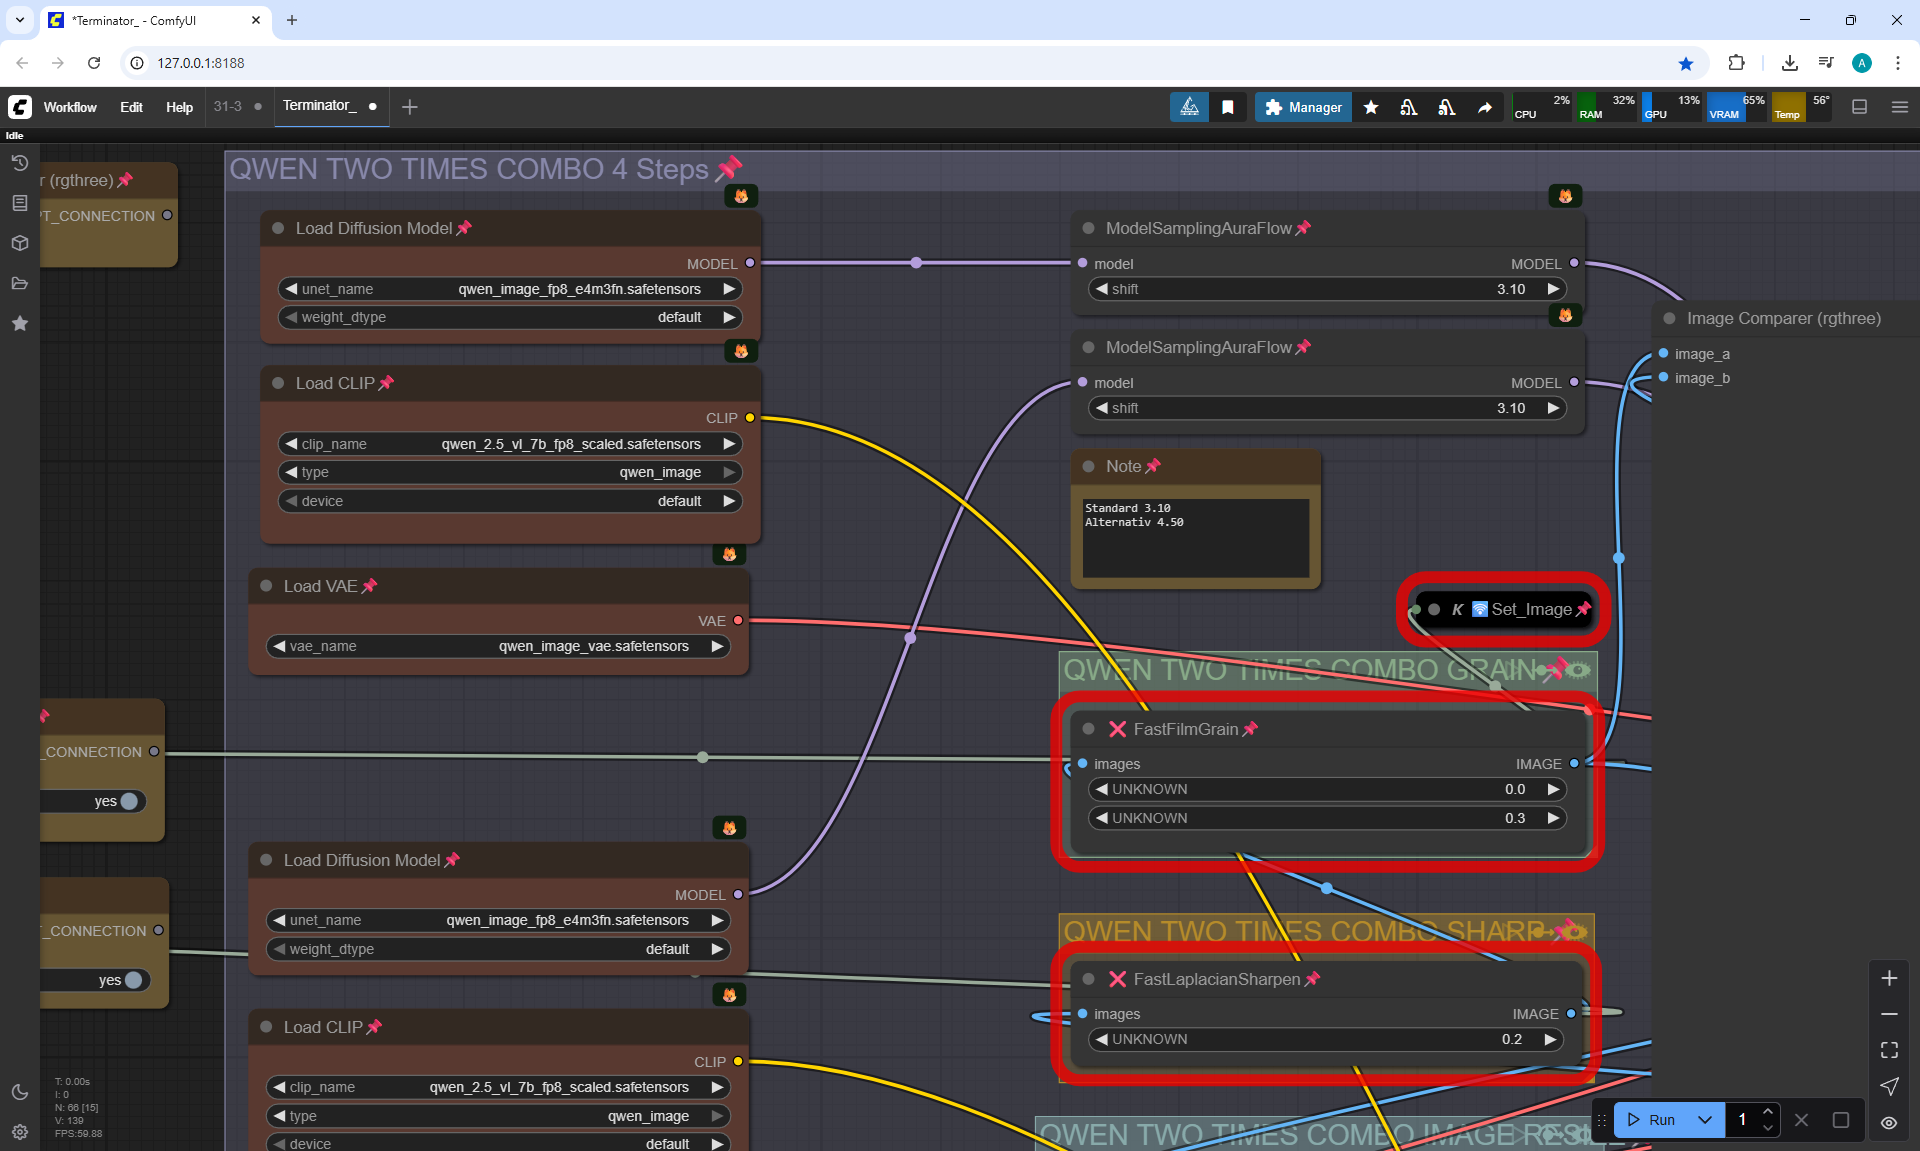 *Terminator_ - ComfyUI
127.0.0.1:8188
Workflow Edit Help 31-3 Terminator_
Manager
CPU 2% RAM 32% GPU 13% VRAM 65% Temp 56°
Idle
r (rgthree)
T_CONNECTION
QWEN TWO TIMES COMBO 4 Steps
Load Diffusion Model
MODEL
unet_name qwen_image_fp8_e4m3fn.safetensors
weight_dtype default
ModelSamplingAuraFlow
model MODEL
shift 3.10
Image Comparer (rgthree)
image_a
image_b
ModelSamplingAuraFlow
model MODEL
shift 3.10
Load CLIP
CLIP
clip_name qwen_2.5_vl_7b_fp8_scaled.safetensors
type qwen_image
device default
Note
Standard 3.10
Alternativ 4.50
Load VAE
VAE
vae_name qwen_image_vae.safetensors
K Set_Image
QWEN TWO TIMES COMBO GRAIN
FastFilmGrain
images IMAGE
UNKNOWN 0.0
UNKNOWN 0.3
_CONNECTION
yes
Load Diffusion Model
MODEL
unet_name qwen_image_fp8_e4m3fn.safetensors
weight_dtype default
T_CONNECTION
yes
QWEN TWO TIMES COMBO SHARP
FastLaplacianSharpen
images IMAGE
UNKNOWN 0.2
Load CLIP
CLIP
clip_name qwen_2.5_vl_7b_fp8_scaled.safetensors
type qwen_image
device default
QWEN TWO TIMES COMBO IMAGE RESI
T: 0.00s
I: 0
N: 66 [15]
V: 139
FPS:59.88
Run 1